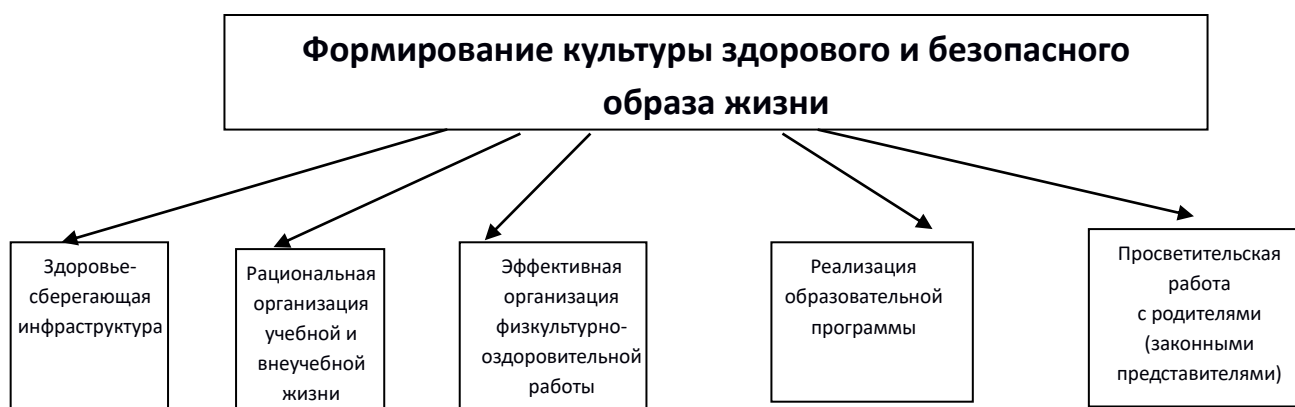 Формирование культуры здорового и безопасного
образа жизни
Здоровье-
сберегающая
инфраструктура
Рациональная
организация
учебной и
внеучебной
жизни
Эффективная
организация
физкультурно-
оздоровительной
работы
Реализация
образовательной
программы
Просветительская
работа
с родителями
(законными
представителями)